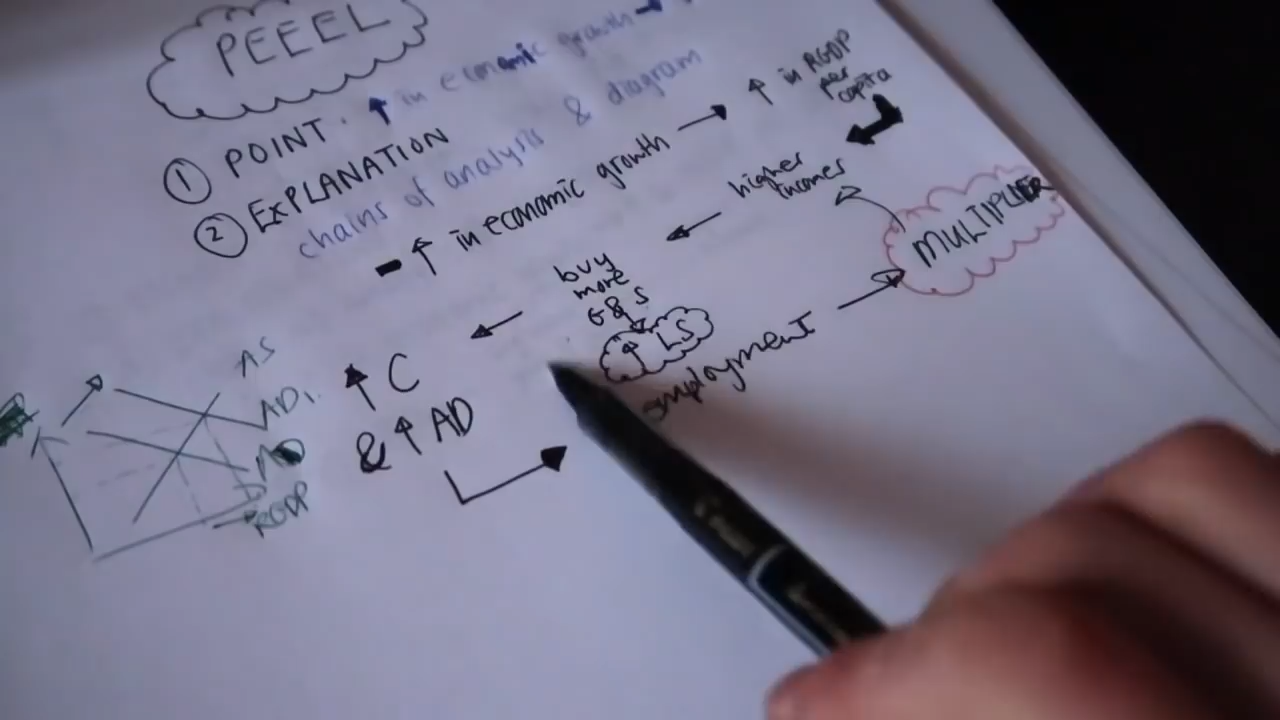 PEEEL
① POINT. ↑ in economic growth →
② EXPLANATION
chains of analysis & diagram
- ↑ in economic growth → ↑ in RGDP
per
capita
higher
incomes
MULTIPLIER
buy
more
G & S
↑ LS
employment
↑ C
& ↑ AD
AS
AD1
AD
RGDP